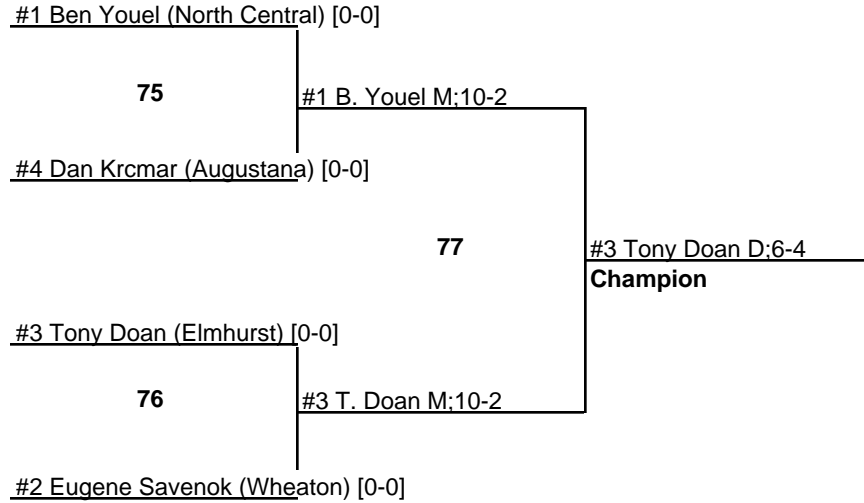 #1 Ben Youel (North Central) [0-0]
75
#1 B. Youel M;10-2
#4 Dan Krcmar (Augustana) [0-0]
77
#3 Tony Doan D;6-4
Champion
#3 Tony Doan (Elmhurst) [0-0]
76
#3 T. Doan M;10-2
#2 Eugene Savenok (Wheaton) [0-0]